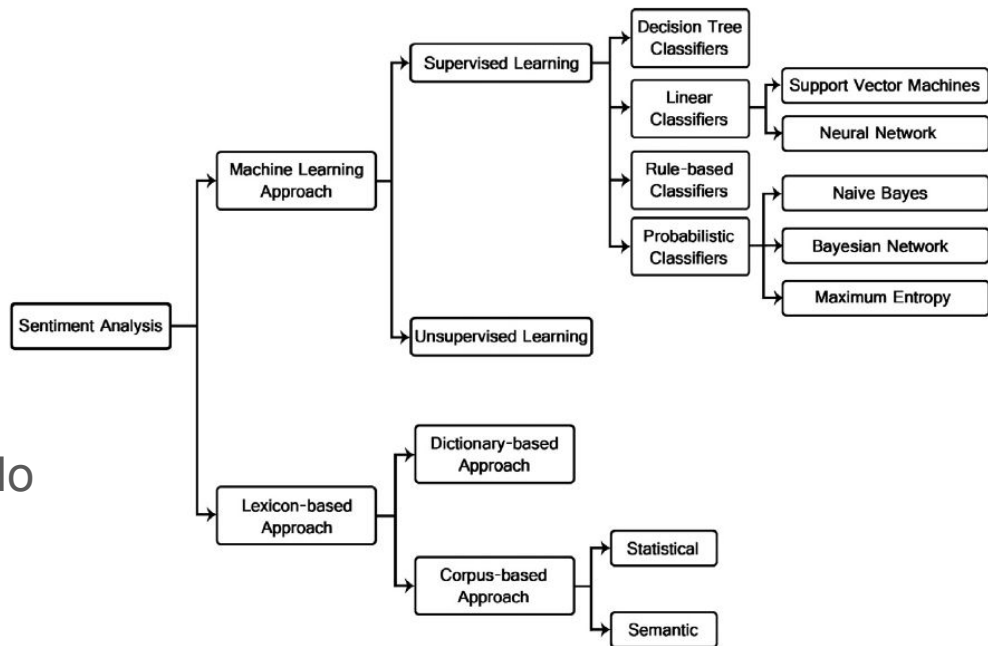 Decision Tree
Classifiers
Supervised Learning
Linear
Classifiers
Support Vector Machines
Neural Network
Machine Learning
Approach
Rule-based
Classifiers
Naive Bayes
Probabilistic
Classifiers
Bayesian Network
Maximum Entropy
Sentiment Analysis
Unsupervised Learning
Dictionary-based
Approach
Lexicon-based
Approach
Statistical
Corpus-based
Approach
Semantic